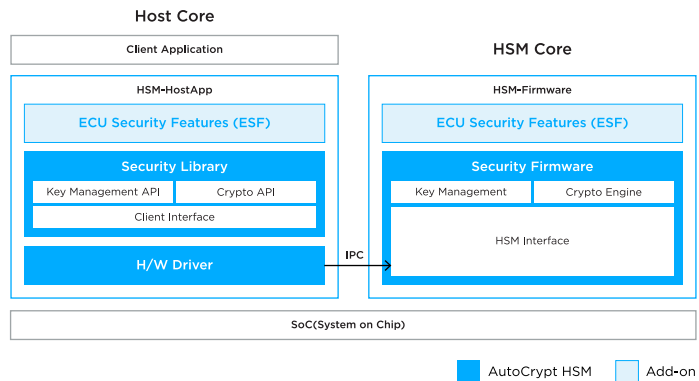 Host Core
Client Application
HSM-HostApp
ECU Security Features (ESF)
Security Library
Key Management API
Crypto API
Client Interface
H/W Driver
IPC
HSM Core
HSM-Firmware
ECU Security Features (ESF)
Security Firmware
Key Management
Crypto Engine
HSM Interface
SoC(System on Chip)
AutoCrypt HSM
Add-on